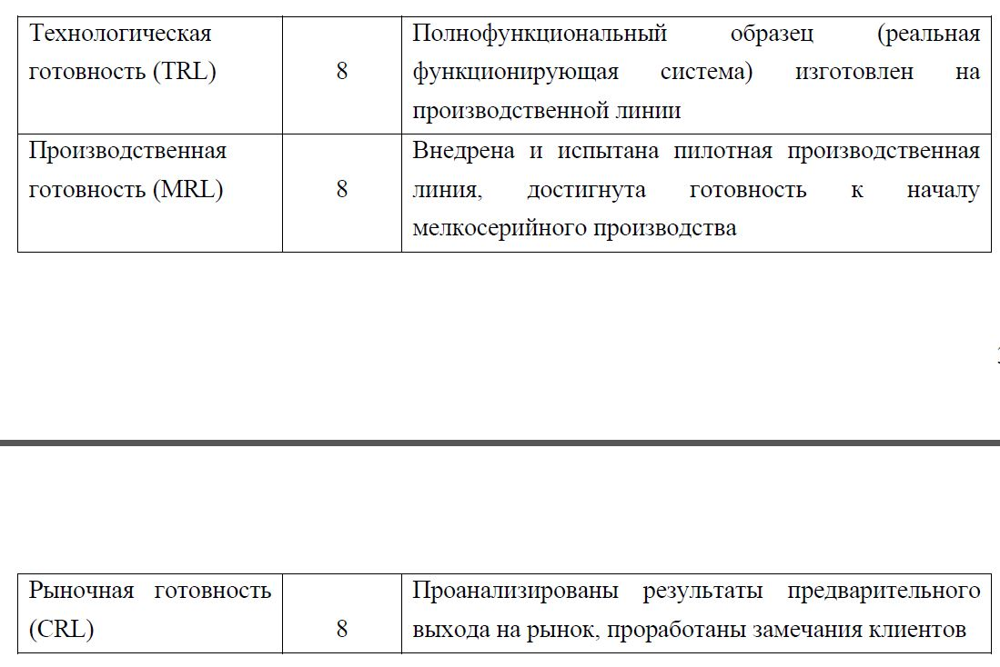 Технологическая
готовность (TRL)
8
Полнофункциональный образец (реальная
функционирующая система) изготовлен на
производственной линии
Производственная
готовность (MRL)
8
Внедрена и испытана пилотная производственная
линия, достигнута готовность к началу
мелкосерийного производства
Рыночная готовность
(CRL)
8
Проанализированы результаты предварительного
выхода на рынок, проработаны замечания клиентов